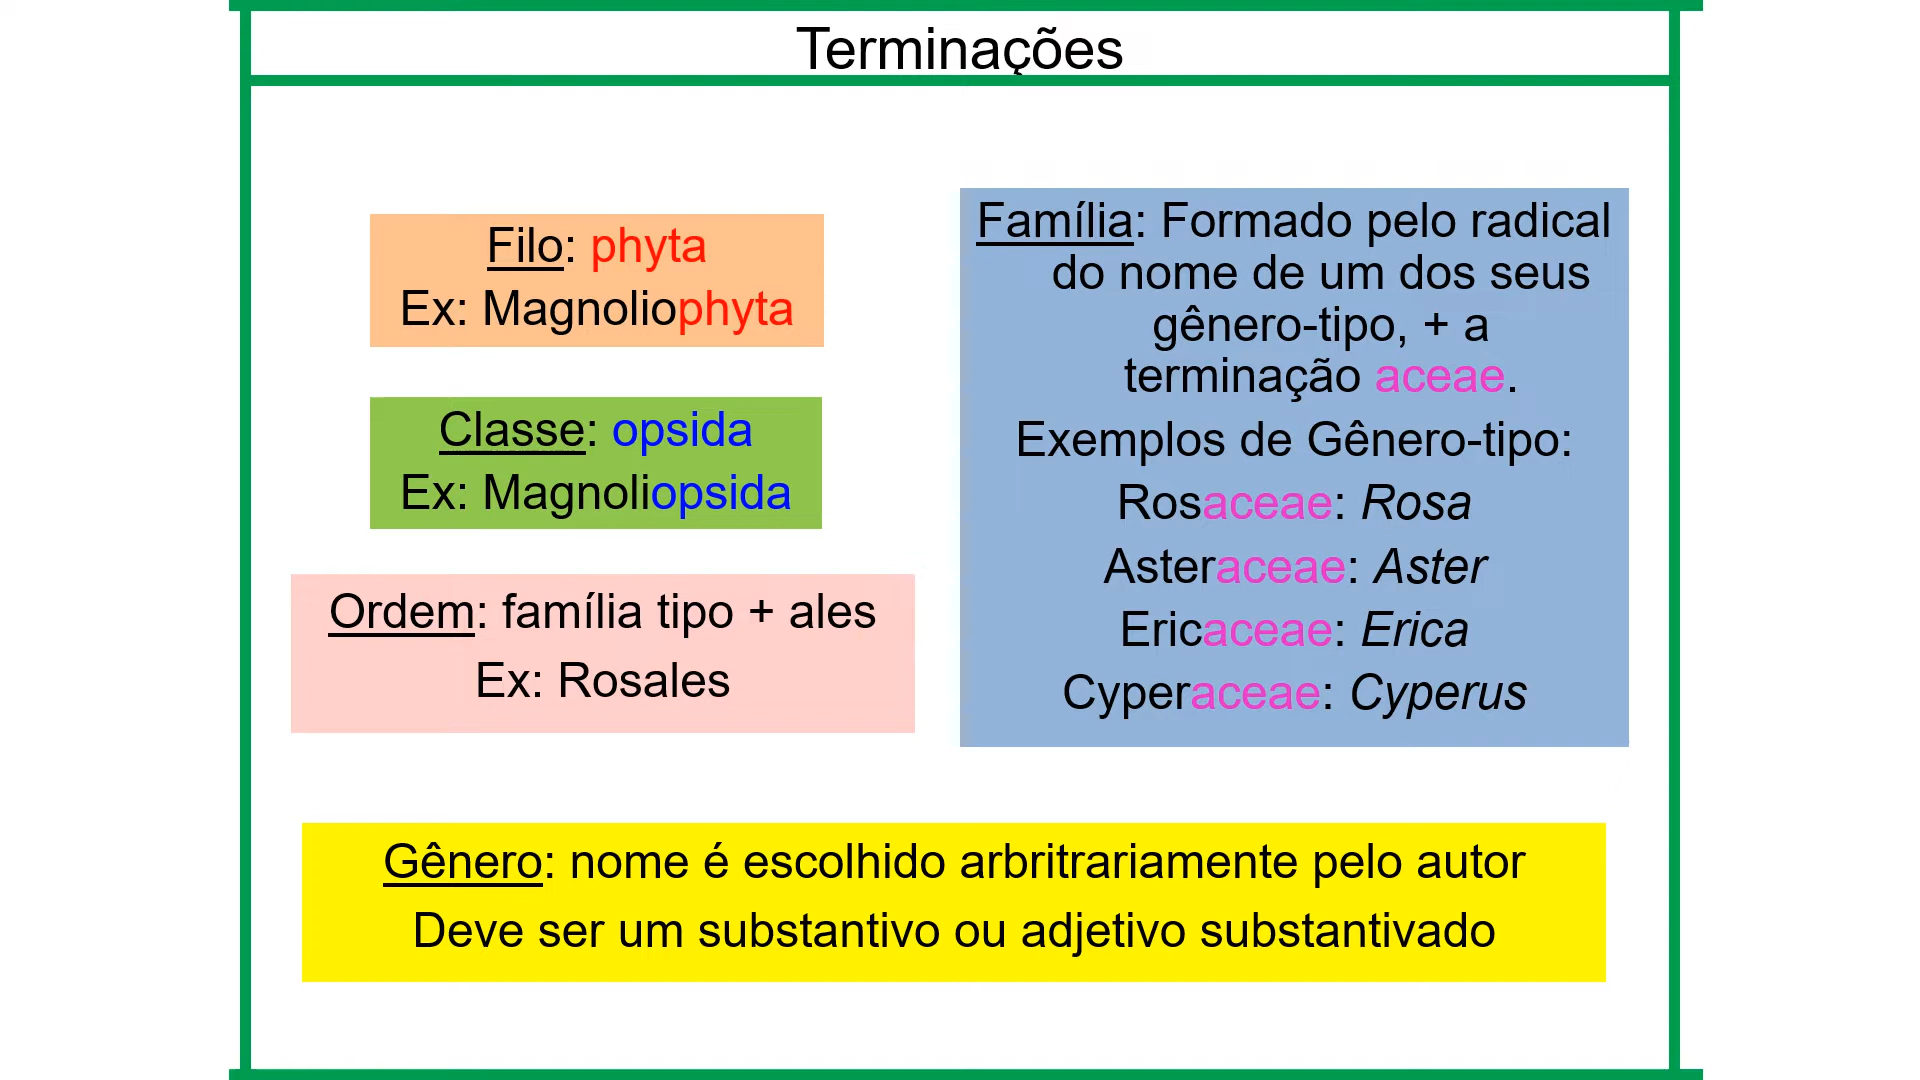 Terminações
Filo: phyta
Ex: Magnoliophyta
Classe: opsida
Ex: Magnoliopsida
Ordem: família tipo + ales
Ex: Rosales
Família: Formado pelo radical
do nome de um dos seus
gênero-tipo, + a
terminação aceae.
Exemplos de Gênero-tipo:
Rosaceae: Rosa
Asteraceae: Aster
Ericaceae: Erica
Cyperaceae: Cyperus
Gênero: nome é escolhido arbritrariamente pelo autor
Deve ser um substantivo ou adjetivo substantivado